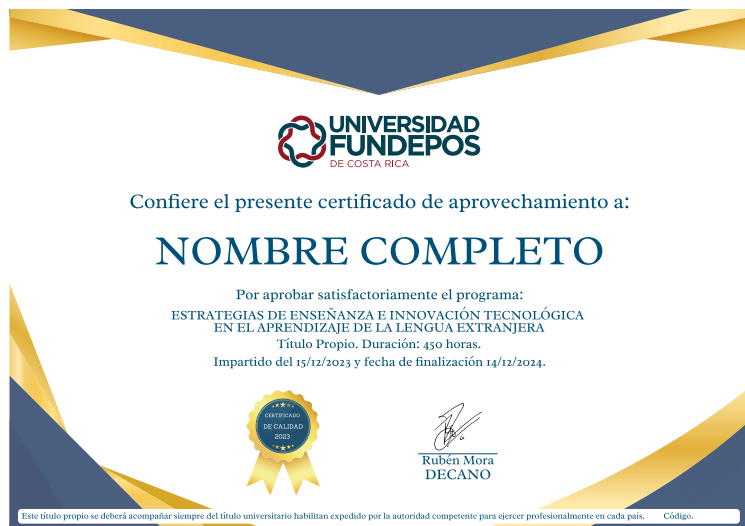 UNIVERSIDAD
FUNDEPOS
DE COSTA RICA
Confiere el presente certificado de aprovechamiento a:
NOMBRE COMPLETO
Por aprobar satisfactoriamente el programa:
ESTRATEGIAS DE ENSEÑANZA E INNOVACIÓN TECNOLÓGICA
EN EL APRENDIZAJE DE LA LENGUA EXTRANJERA
Título Propio. Duración: 450 horas.
Impartido del 15/12/2023 y fecha de finalización 14/12/2024.
CERTIFICADO
DE CALIDAD
2023
Rubén Mora
DECANO
Este título propio se deberá acompañar siempre del título universitario habilitan expedido por la autoridad competente para ejercer profesionalmente en cada país. Código.